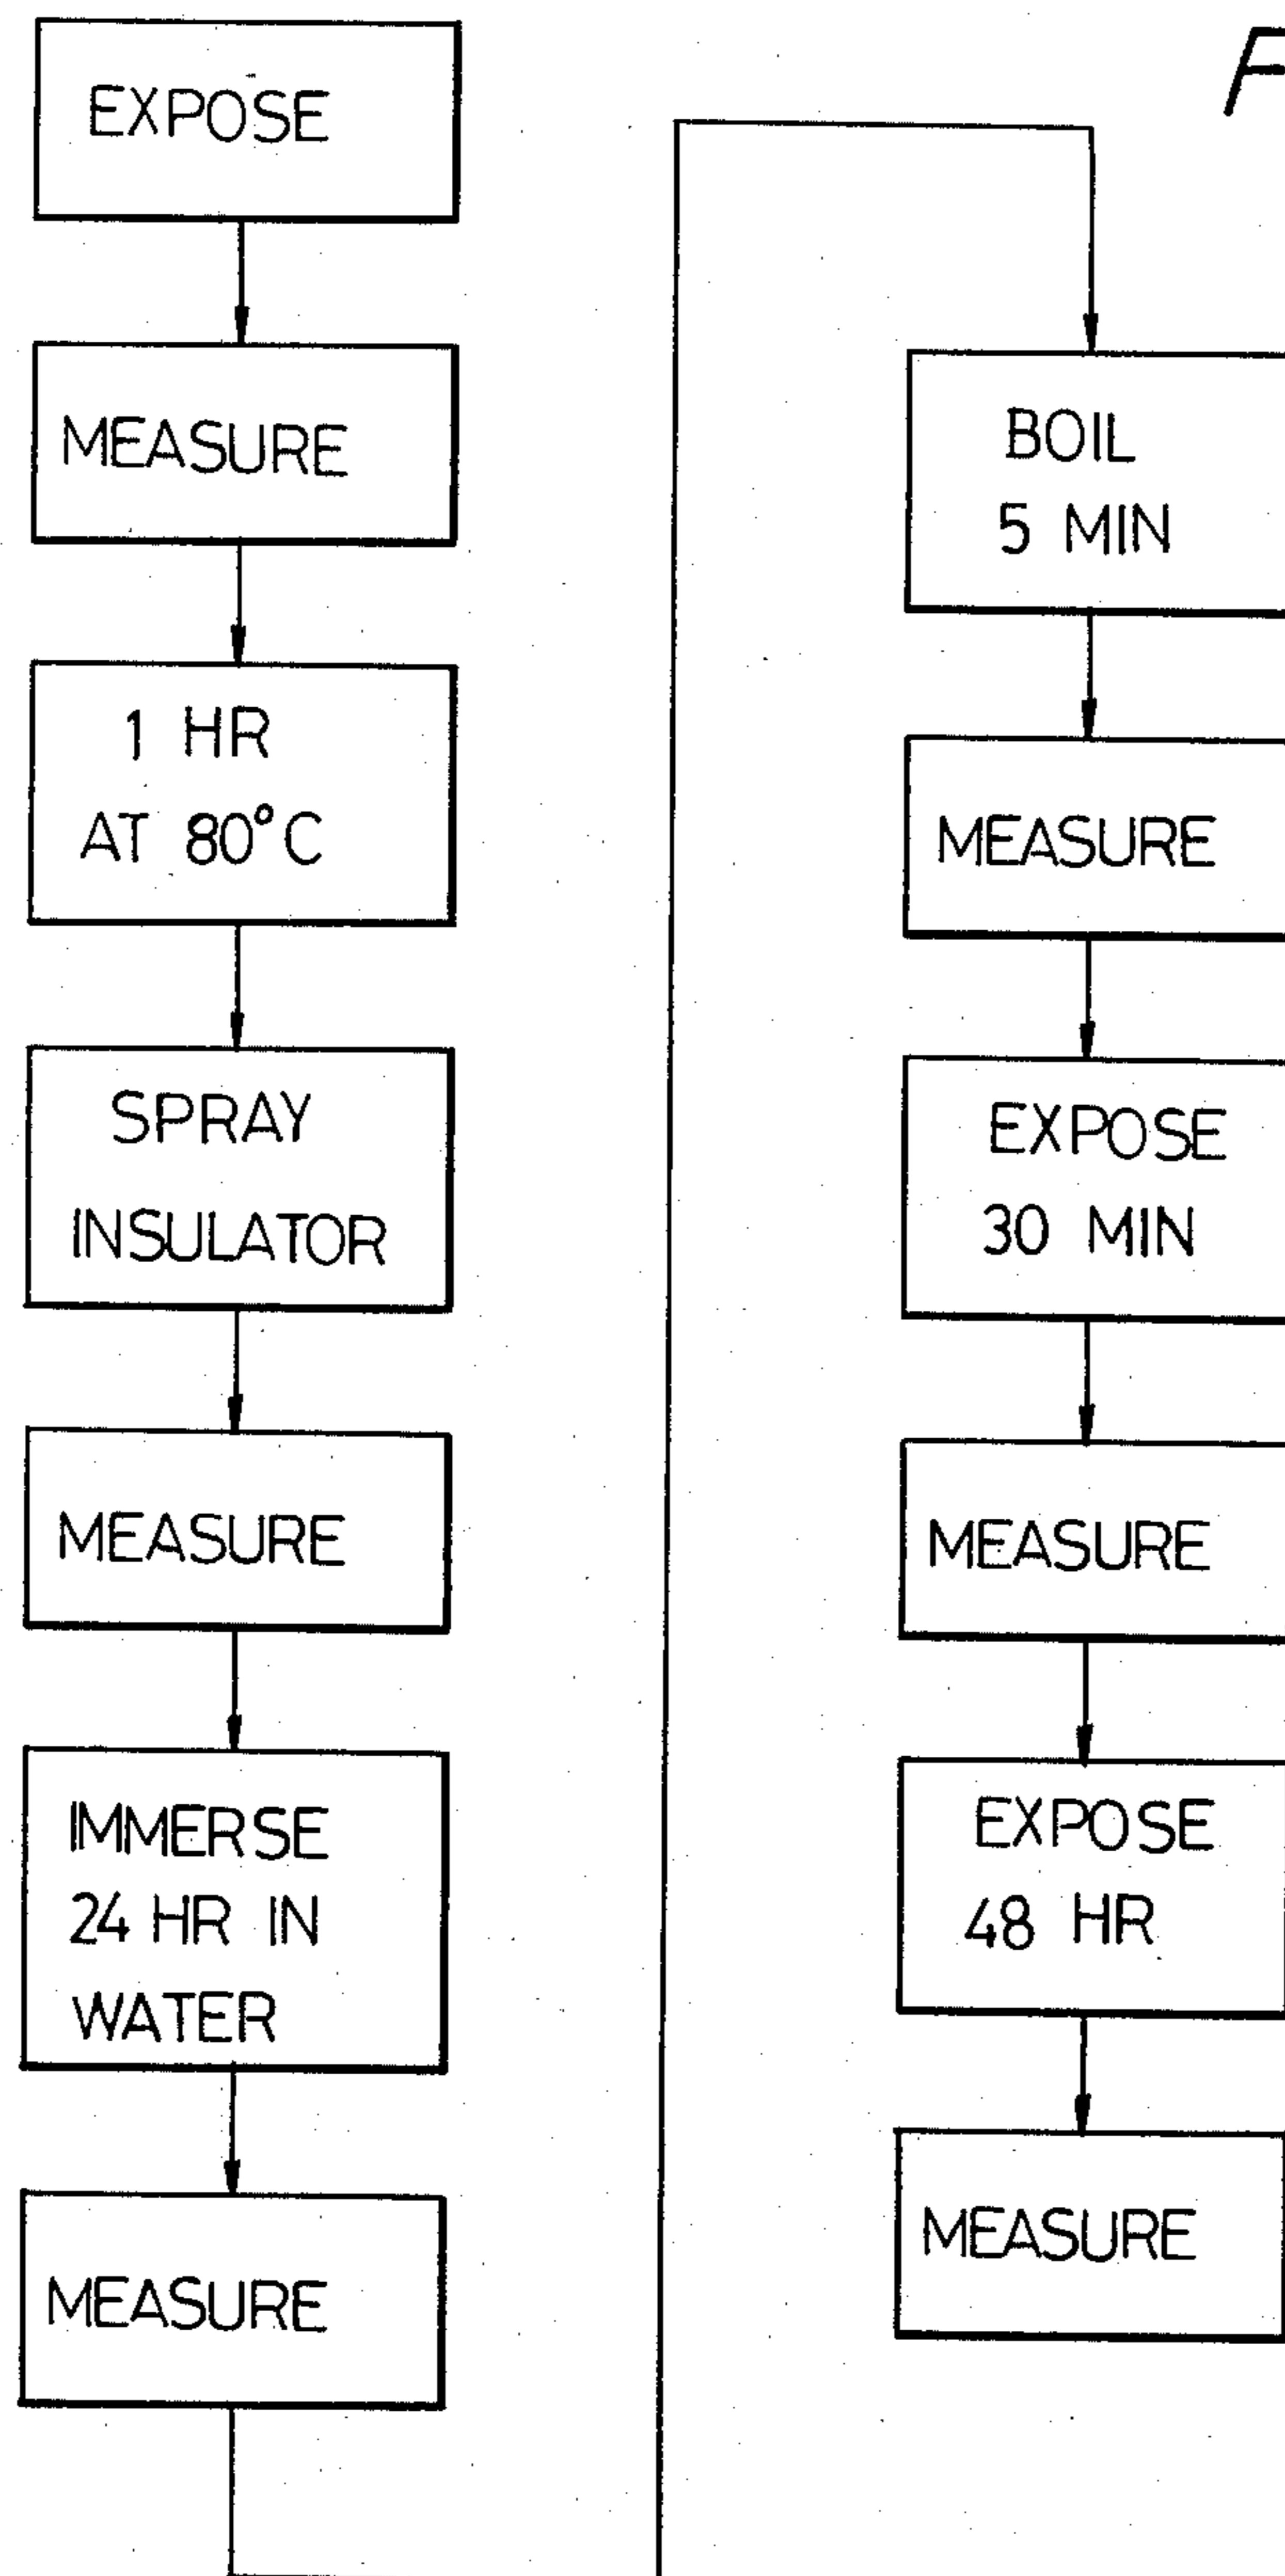 EXPOSE
MEASURE
1 HR
AT 80°C
SPRAY
INSULATOR
MEASURE
IMMERSE
24 HR IN
WATER
MEASURE
BOIL
5 MIN
MEASURE
EXPOSE
30 MIN
MEASURE
EXPOSE
48 HR
MEASURE